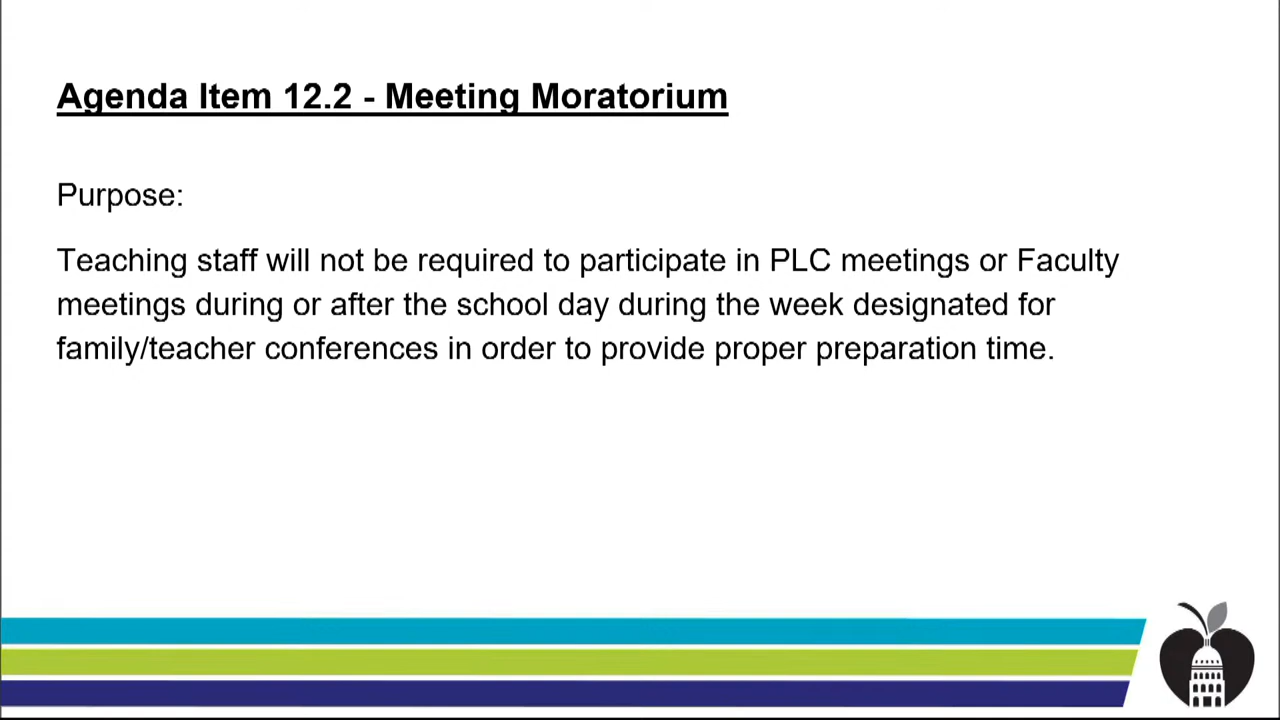 Agenda Item 12.2 - Meeting Moratorium
Purpose:
Teaching staff will not be required to participate in PLC meetings or Faculty
meetings during or after the school day during the week designated for
family/teacher conferences in order to provide proper preparation time.